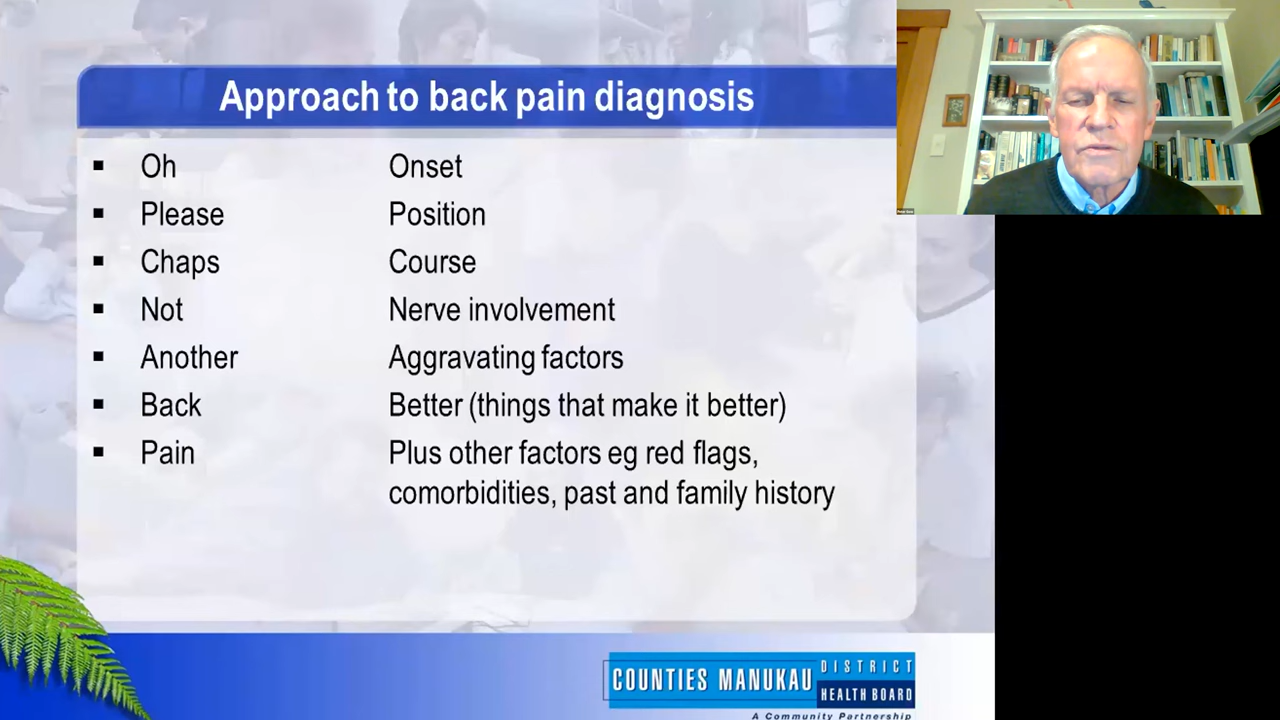 Approach to back pain diagnosis
▪ Oh Onset
▪ Please Position
▪ Chaps Course
▪ Not Nerve involvement
▪ Another Aggravating factors
▪ Back Better (things that make it better)
▪ Pain Plus other factors eg red flags,
comorbidities, past and family history
COUNTIES MANUKAU
DISTRICT
HEALTH BOARD
A Community Partnership